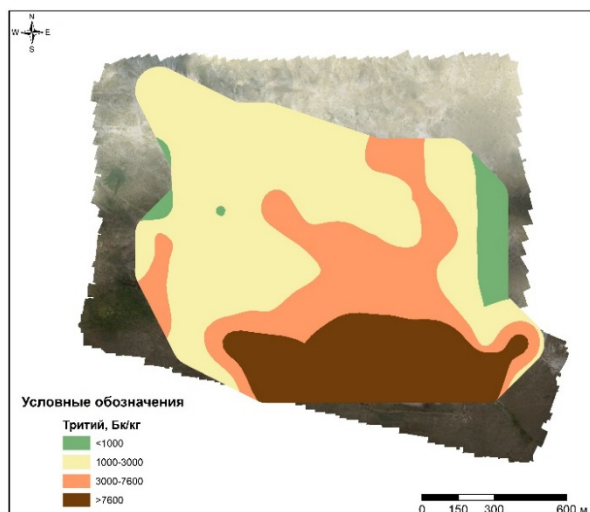 N
W E
S
Условные обозначения
Тритий, Бк/кг
<1000
1000-3000
3000-7600
>7600
0 150 300 600 м